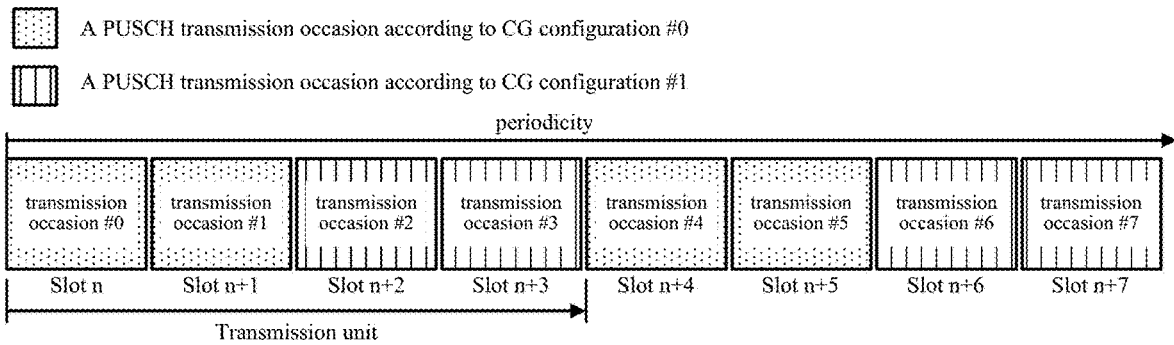 A PUSCH transmission occasion according to CG configuration #0
A PUSCH transmission occasion according to CG configuration #1
periodicity
transmission occasion #0
transmission occasion #1
transmission occasion #2
transmission occasion #3
transmission occasion #4
transmission occasion #5
transmission occasion #6
transmission occasion #7
Slot n
Slot n+1
Slot n+2
Slot n+3
Slot n+4
Slot n+5
Slot n+6
Slot n+7
Transmission unit